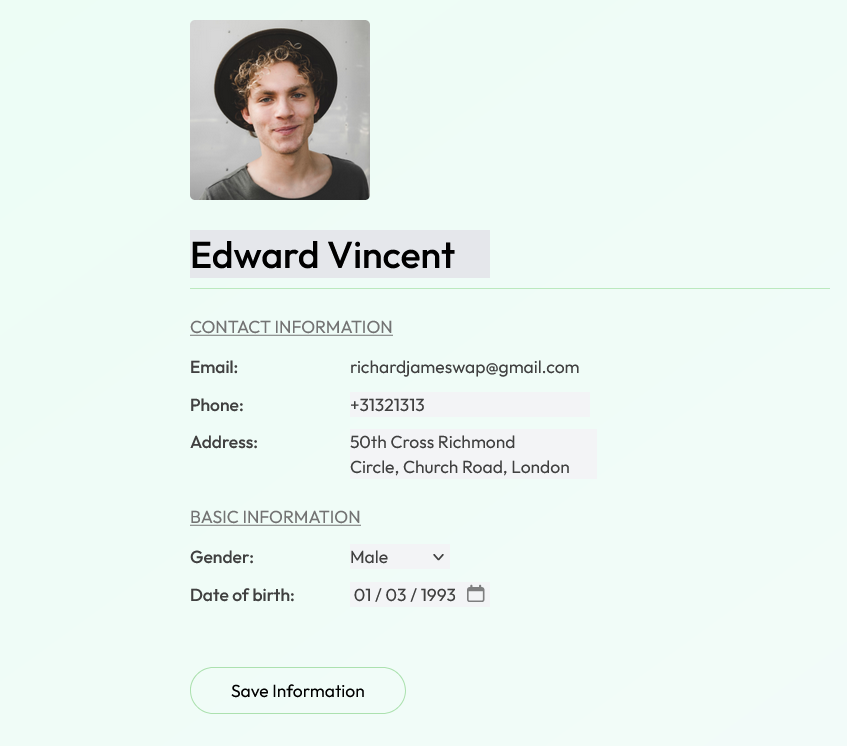 Edward Vincent
CONTACT INFORMATION
Email: richardjameswap@gmail.com
Phone: +31321313
Address: 50th Cross Richmond
Circle, Church Road, London
BASIC INFORMATION
Gender: Male
Date of birth: 01 / 03 / 1993
Save Information